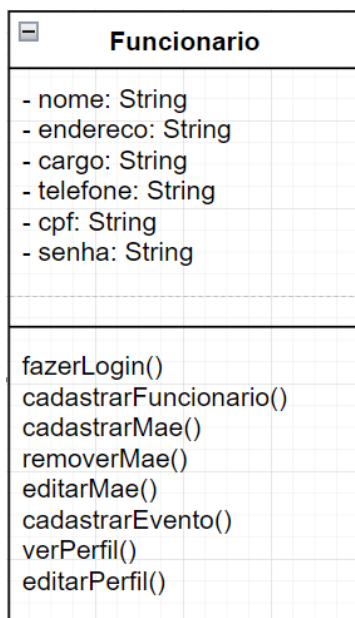 Funcionario
- nome: String
- endereco: String
- cargo: String
- telefone: String
- cpf: String
- senha: String
fazerLogin()
cadastrarFuncionario()
cadastrarMae()
removerMae()
editarMae()
cadastrarEvento()
verPerfil()
editarPerfil()